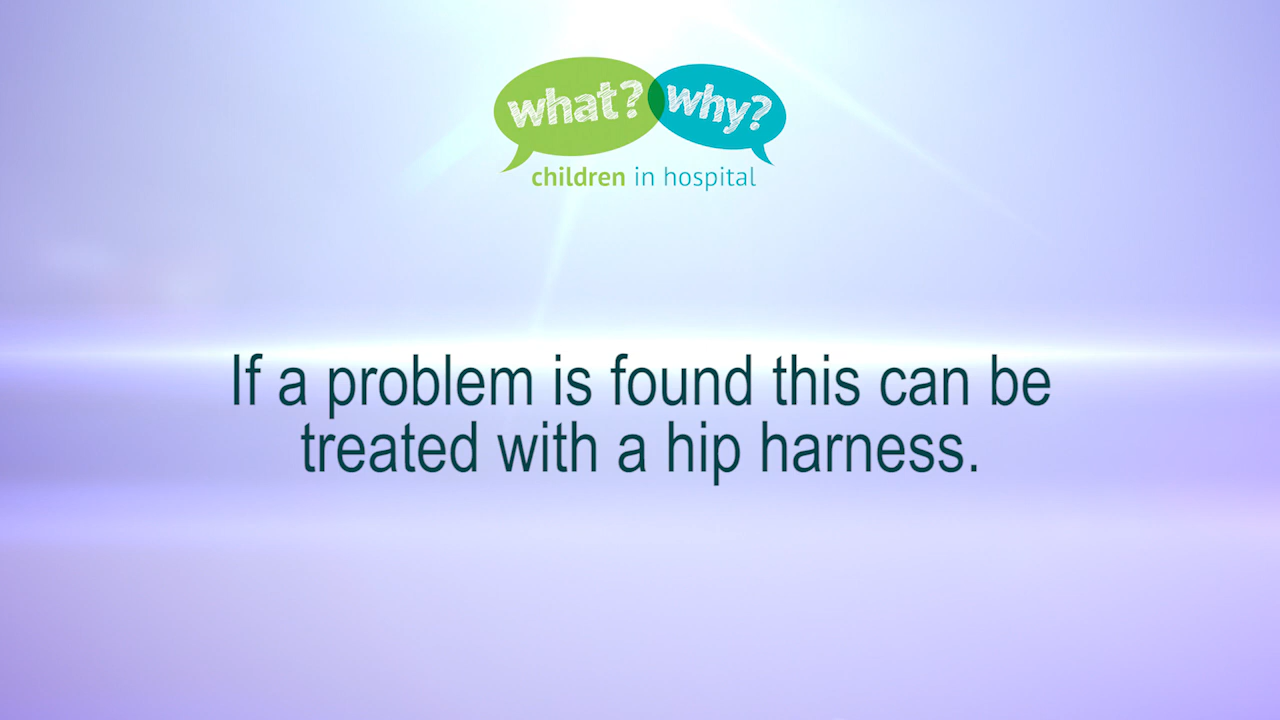 what? why?
children in hospital
If a problem is found this can be
treated with a hip harness.